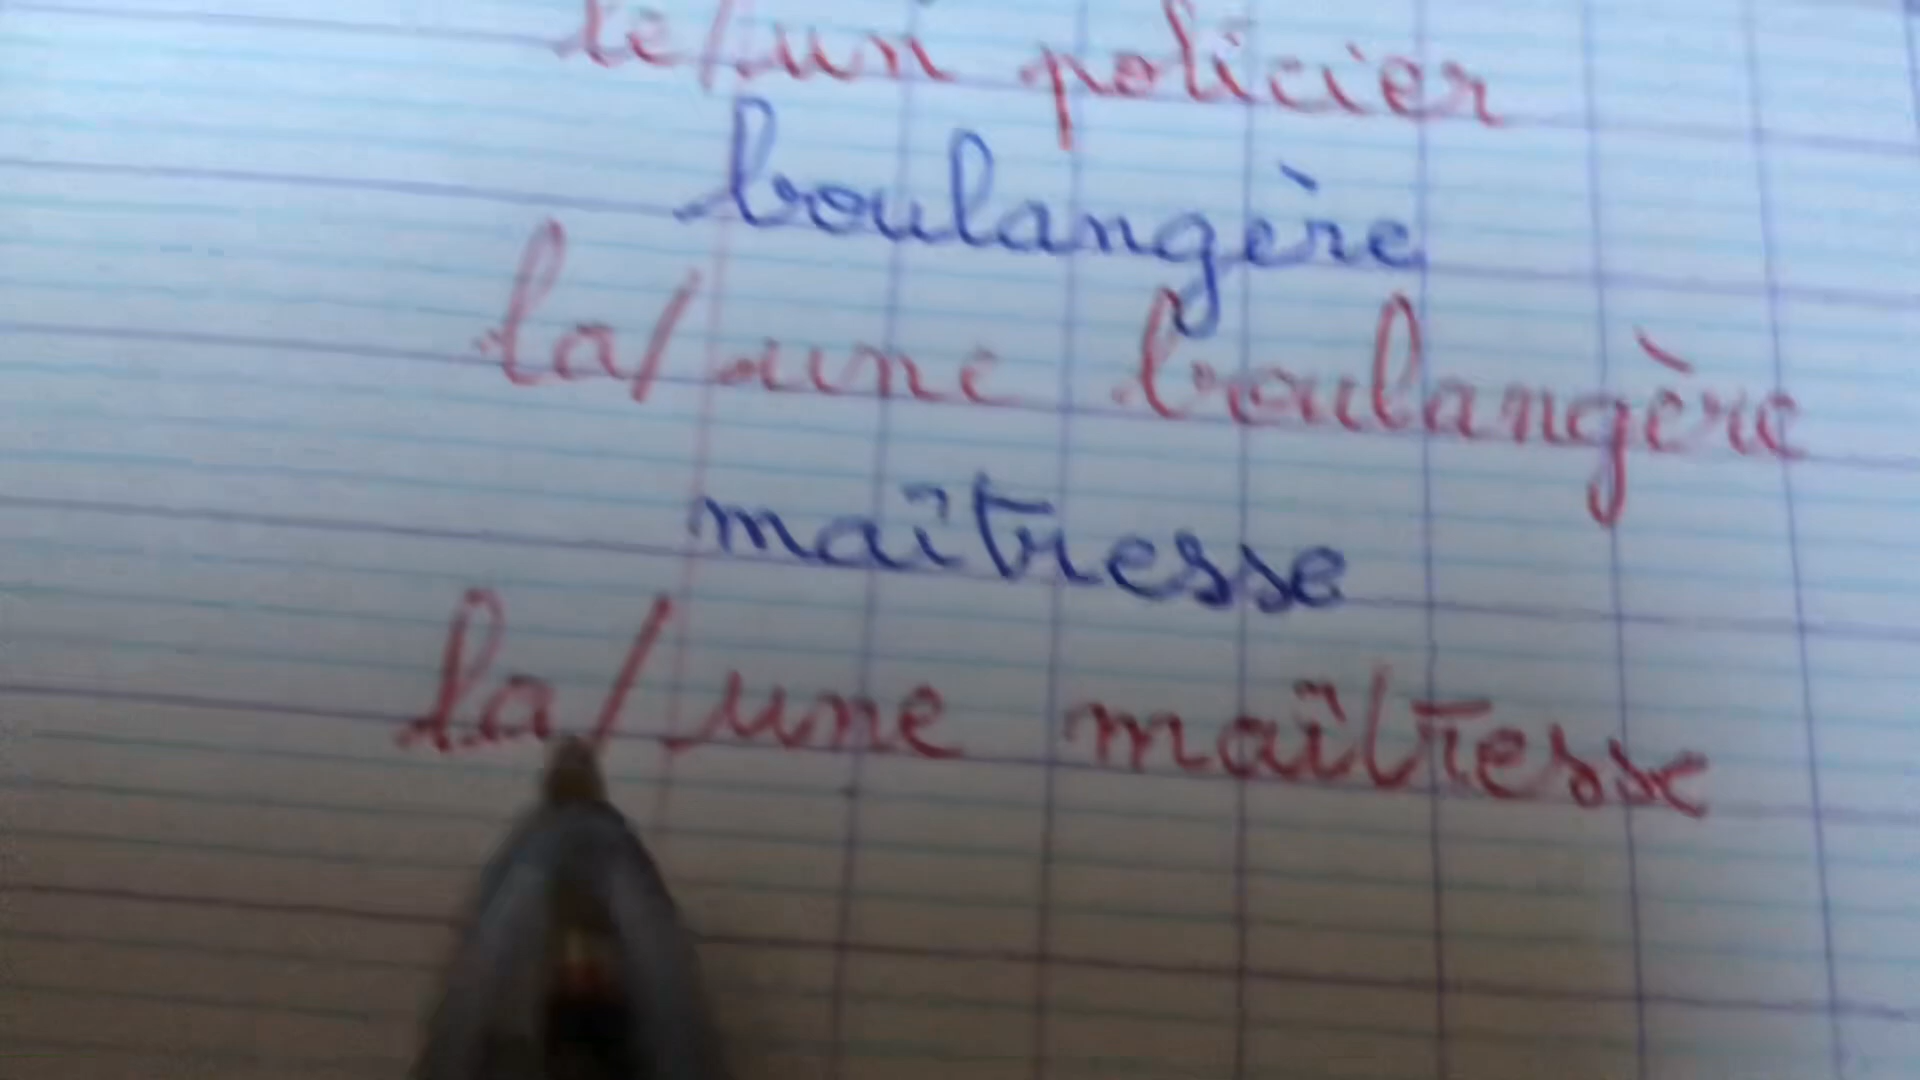 le/un policier
boulangère
la/une boulangère
maîtresse
la/une maîtresse